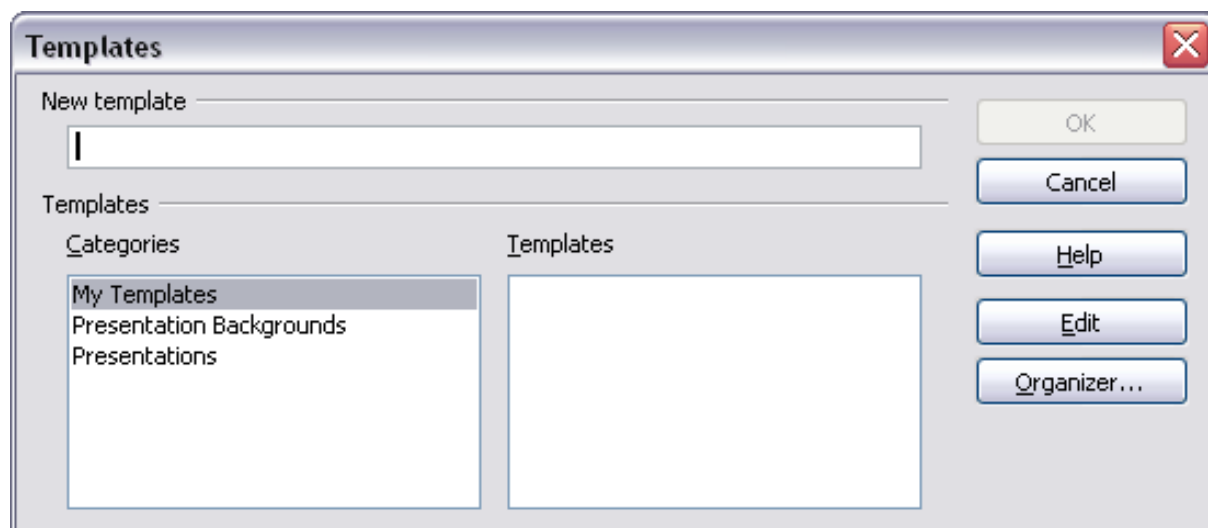 Templates
New template
OK
Cancel
Templates
Categories
Templates
Help
My Templates
Presentation Backgrounds
Presentations
Edit
Organizer...